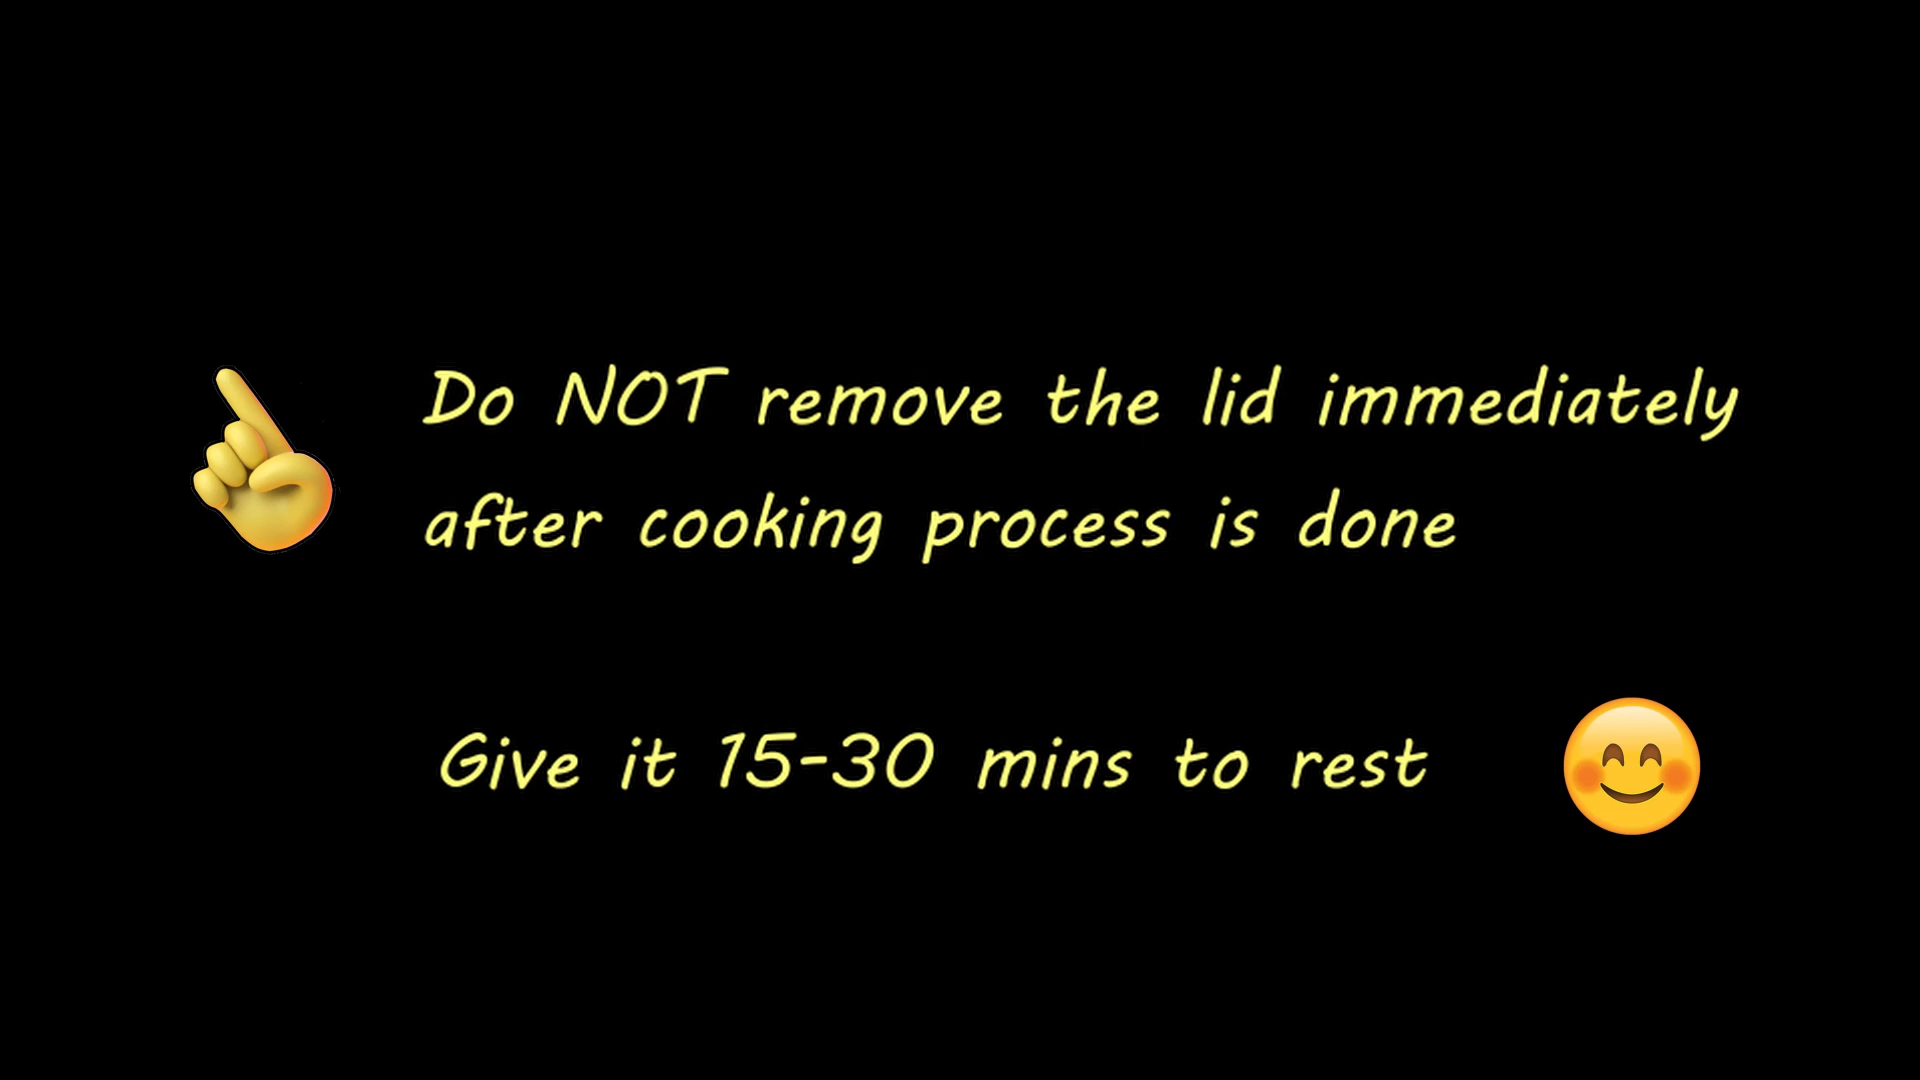 Do NOT remove the lid immediately
after cooking process is done
Give it 15-30 mins to rest